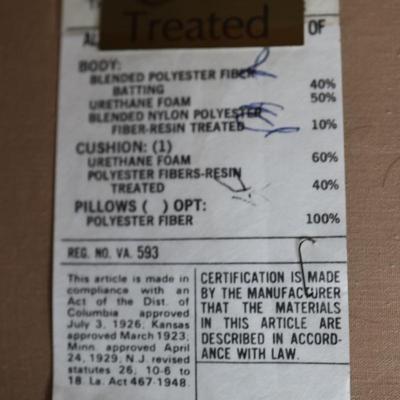 Treated
OF
BODY:
BLENDED POLYESTER FIBER
BATTING 40%
URETHANE FOAM 50%
BLENDED NYLON POLYESTER
FIBER-RESIN TREATED 10%
CUSHION: (1)
URETHANE FOAM 60%
POLYESTER FIBERS-RESIN
TREATED 40%
PILLOWS ( ) OPT:
POLYESTER FIBER 100%
REG. NO. VA. 593
This article is made in
compliance with an
Act of the Dist. of
Columbia approved
July 3, 1926; Kansas
approved March 1923;
Minn. approved April
24, 1929; N.J. revised
statutes 26, 10-6 to
18. La. Act 467-1948.
CERTIFICATION IS MADE
BY THE MANUFACTURER
THAT THE MATERIALS
IN THIS ARTICLE ARE
DESCRIBED IN ACCORD-
ANCE WITH LAW.